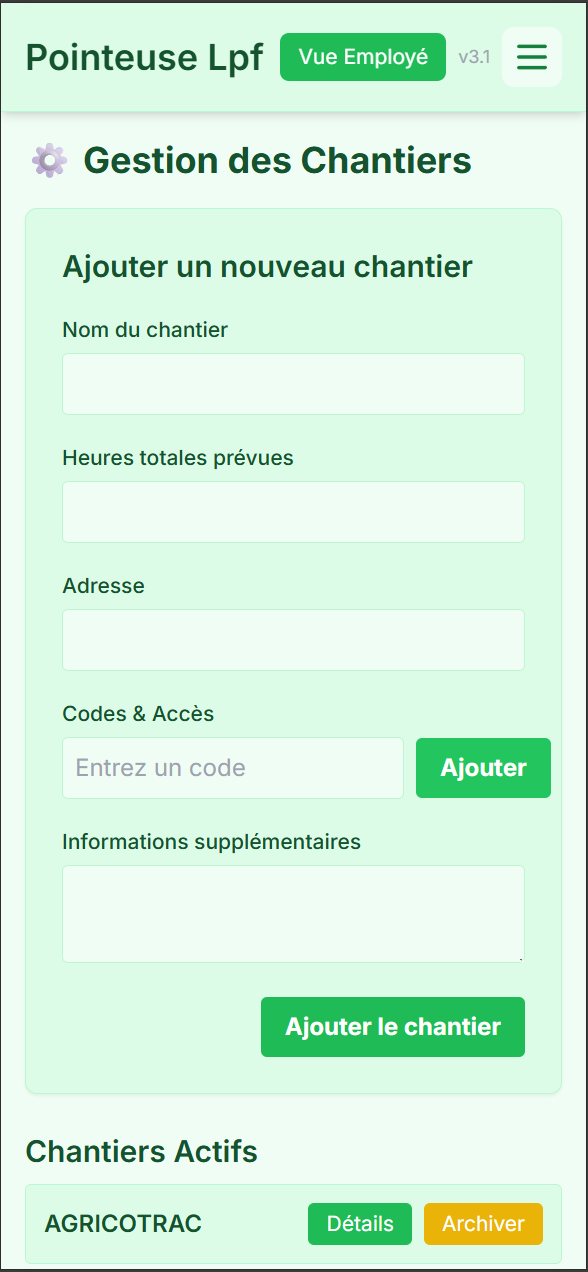 Pointeuse Lpf Vue Employé v3.1
Gestion des Chantiers
Ajouter un nouveau chantier
Nom du chantier
Heures totales prévues
Adresse
Codes & Accès
Entrez un code Ajouter
Informations supplémentaires
Ajouter le chantier
Chantiers Actifs
AGRICOTRAC Détails Archiver